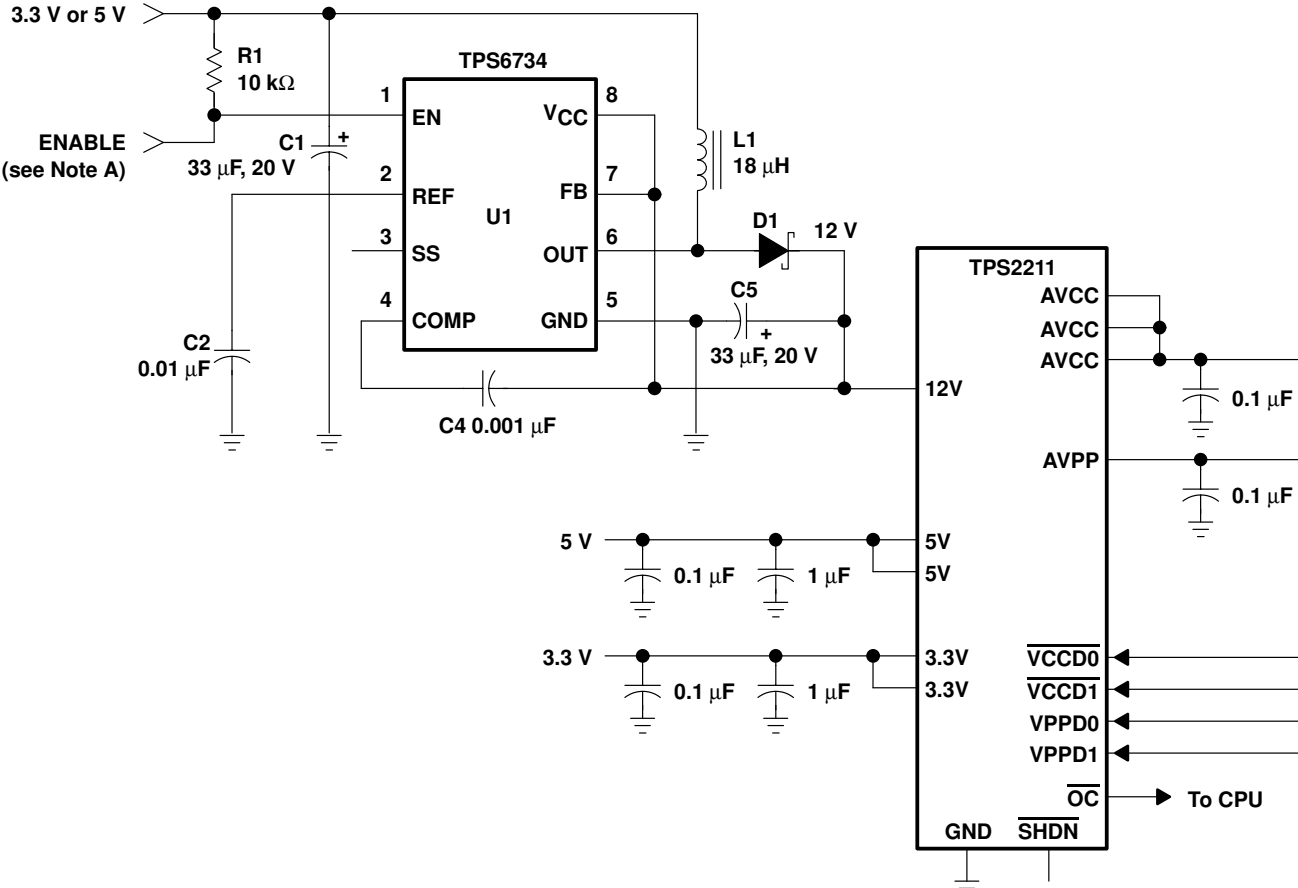 3.3 V or 5 V
R1
10 kΩ
ENABLE
(see Note A)
C1
+
33 µF, 20 V
C2
0.01 µF
TPS6734
1
EN
2
REF
3
SS
4
COMP
U1
8
VCC
7
FB
6
OUT
5
GND
L1
18 µH
D1
12 V
C5
+
33 µF, 20 V
C4 0.001 µF
TPS2211
AVCC
AVCC
AVCC
0.1 µF
12V
AVPP
0.1 µF
5 V
0.1 µF
1 µF
5V
5V
3.3 V
0.1 µF
1 µF
3.3V
3.3V
VCCD0
VCCD1
VPPD0
VPPD1
OC
To CPU
GND
SHDN